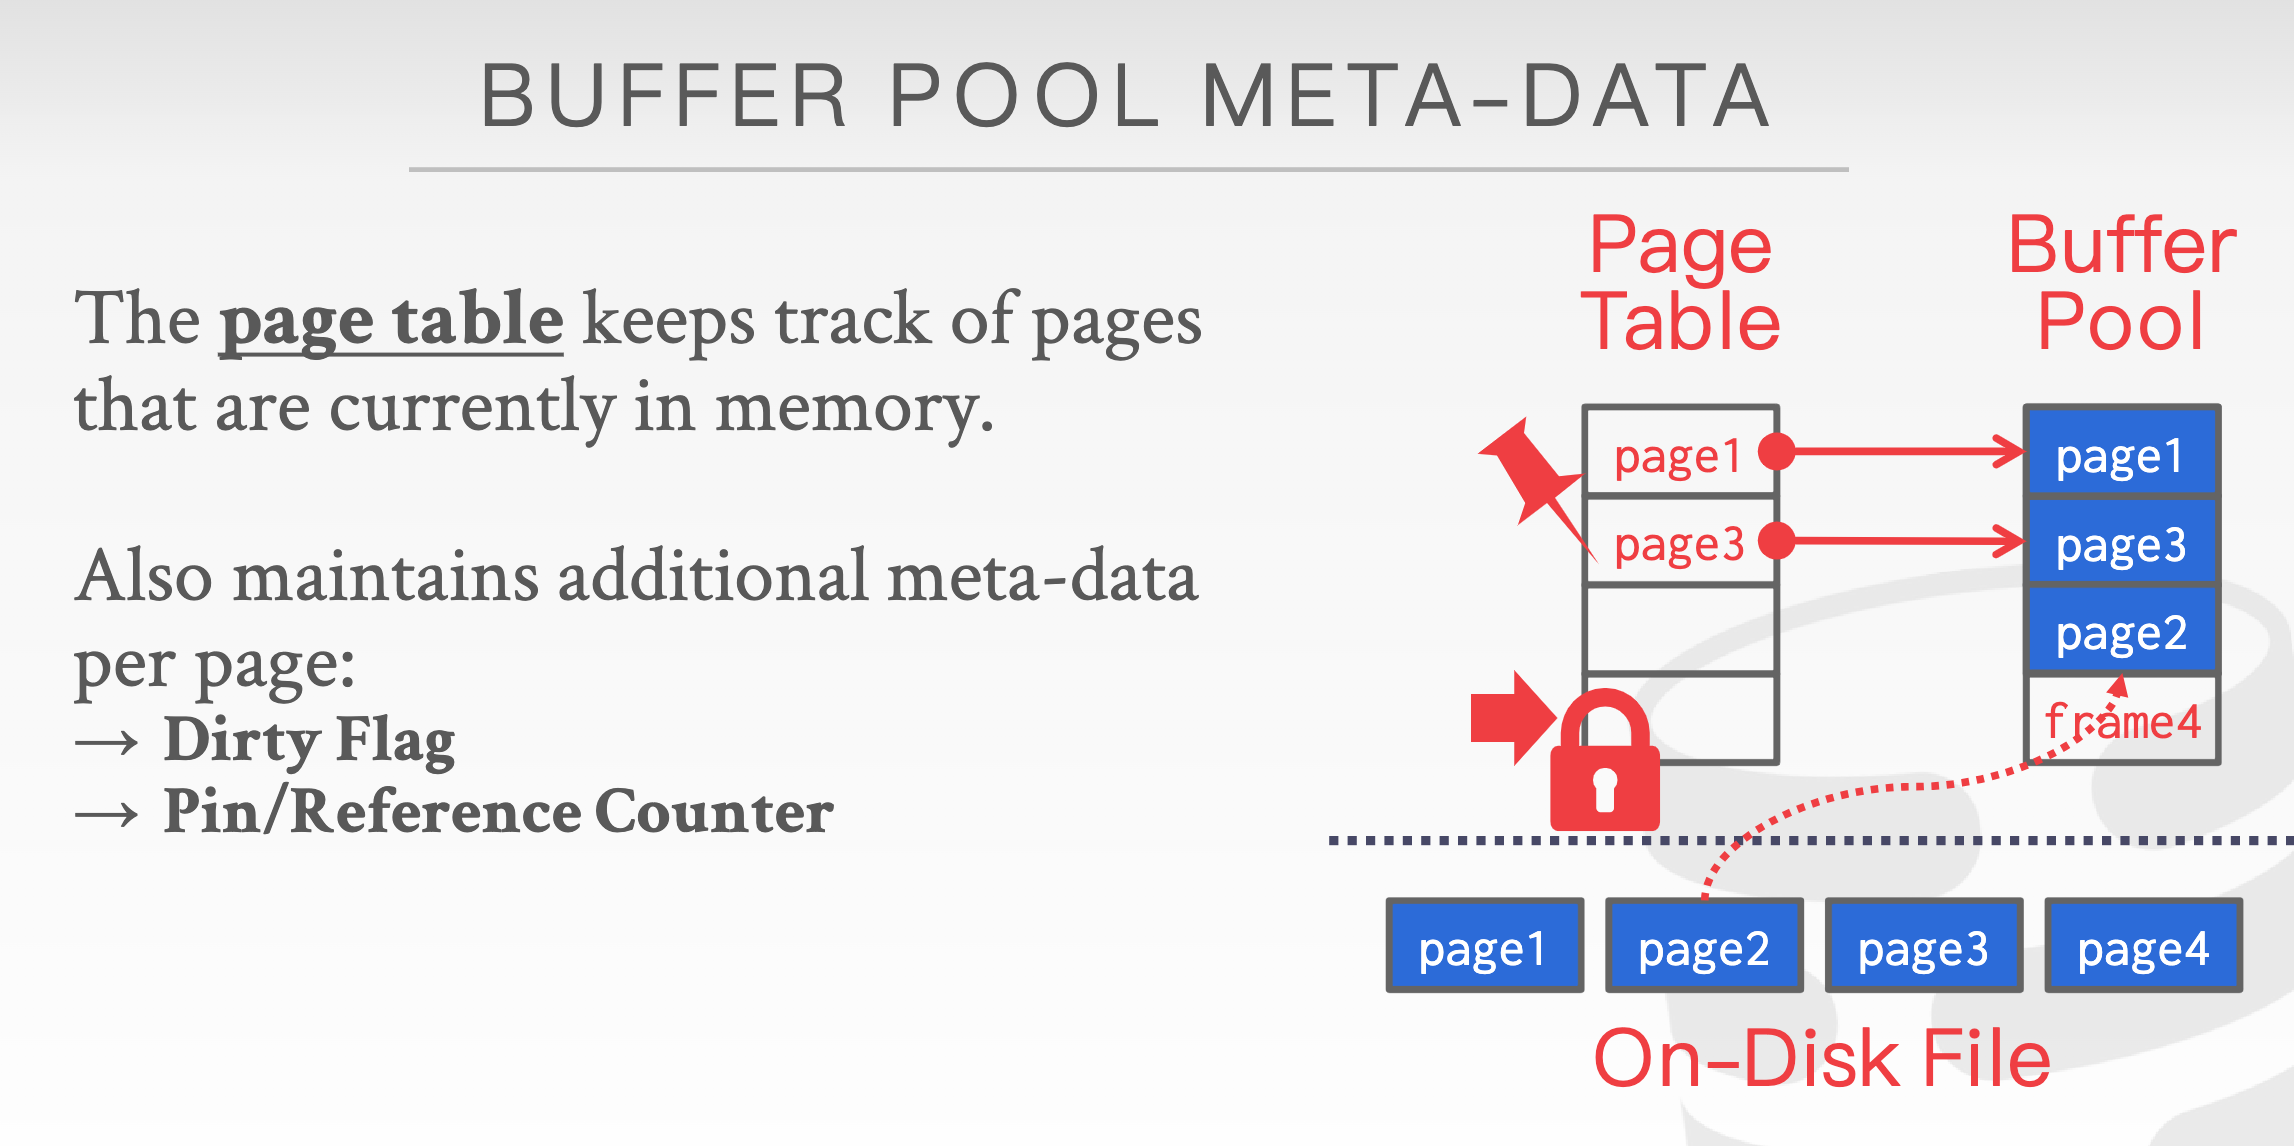 BUFFER POOL META-DATA
The page table keeps track of pages
that are currently in memory.
Also maintains additional meta-data
per page:
→ Dirty Flag
→ Pin/Reference Counter
Page
Table
page1
page3
Buffer
Pool
page1
page3
page2
frame4
page1
page2
page3
page4
On-Disk File